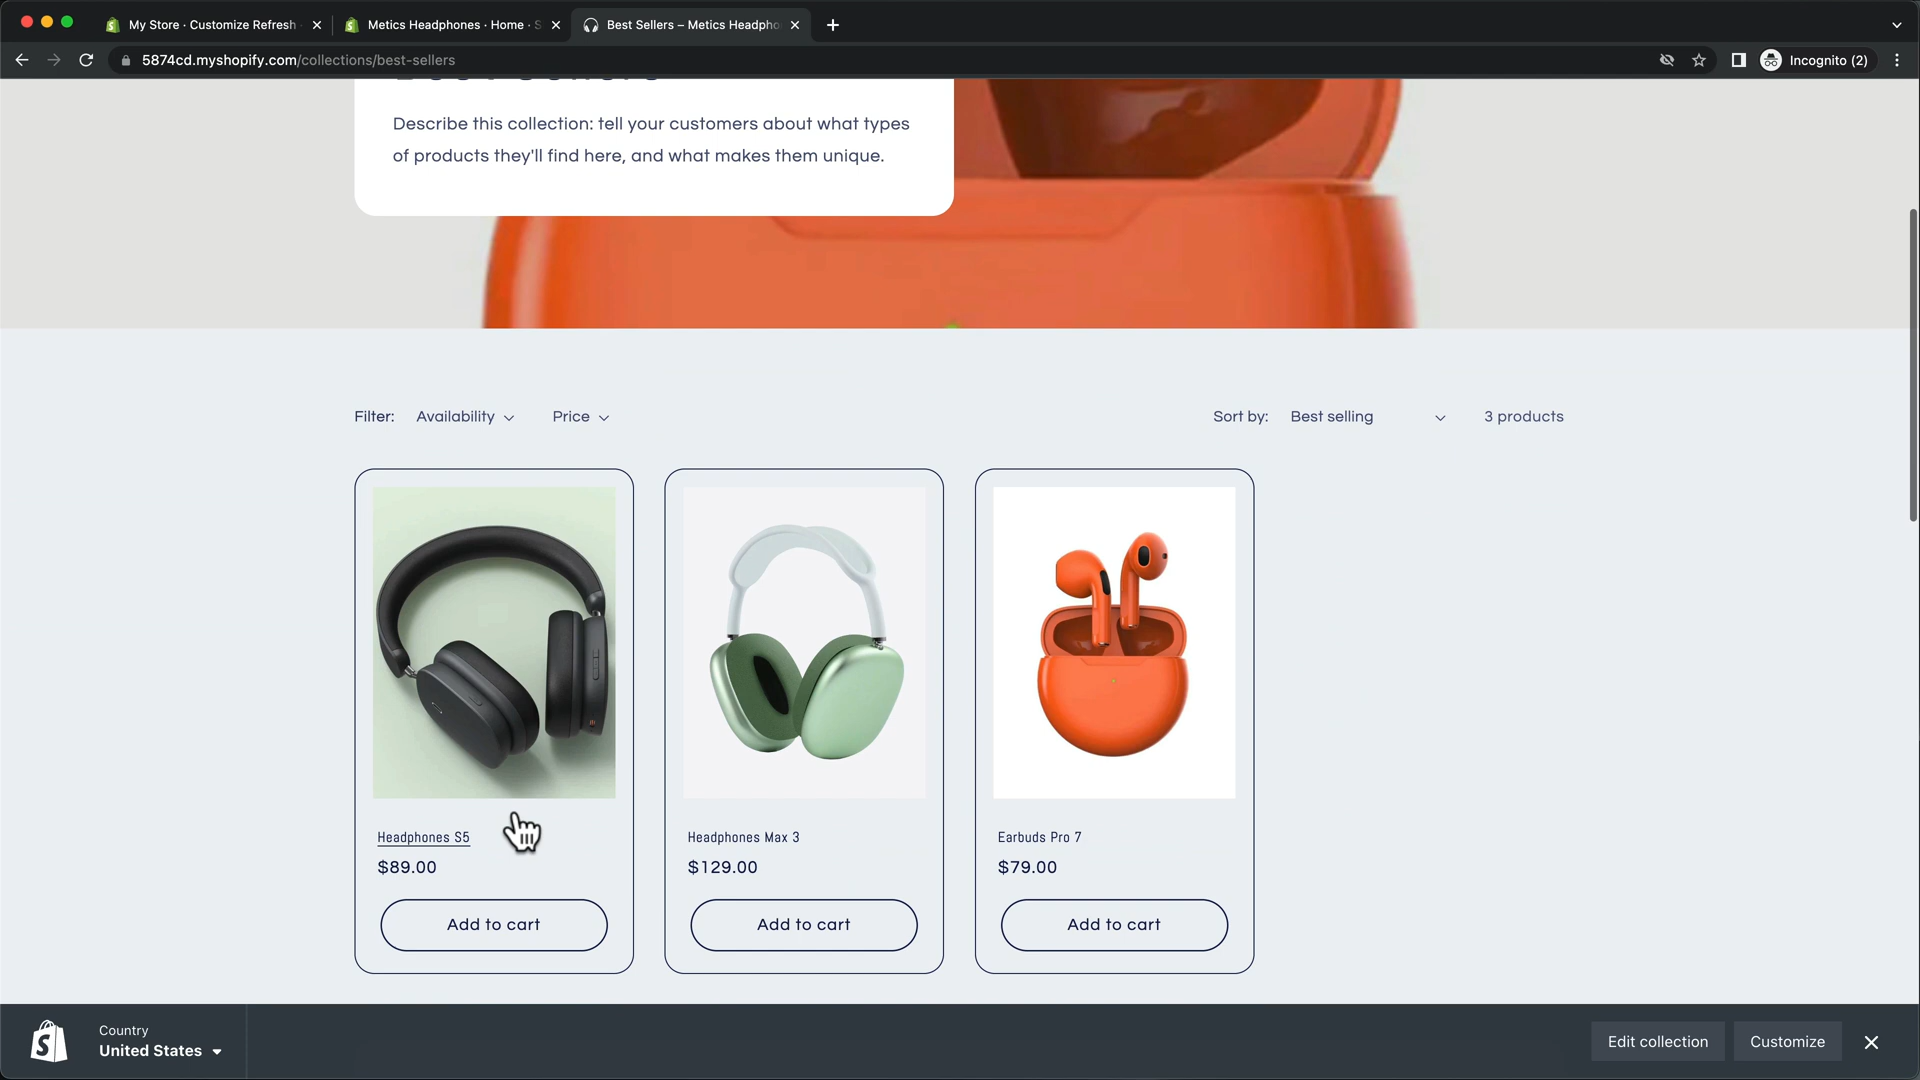 My Store · Customize Refresh
Metics Headphones · Home · S
Best Sellers – Metics Headpho
5874cd.myshopify.com/collections/best-sellers
Incognito (2)
Describe this collection: tell your customers about what types
of products they'll find here, and what makes them unique.
Filter: Availability Price
Sort by: Best selling 3 products
Headphones S5
$89.00
Add to cart
Headphones Max 3
$129.00
Add to cart
Earbuds Pro 7
$79.00
Add to cart
Country
United States
Edit collection
Customize